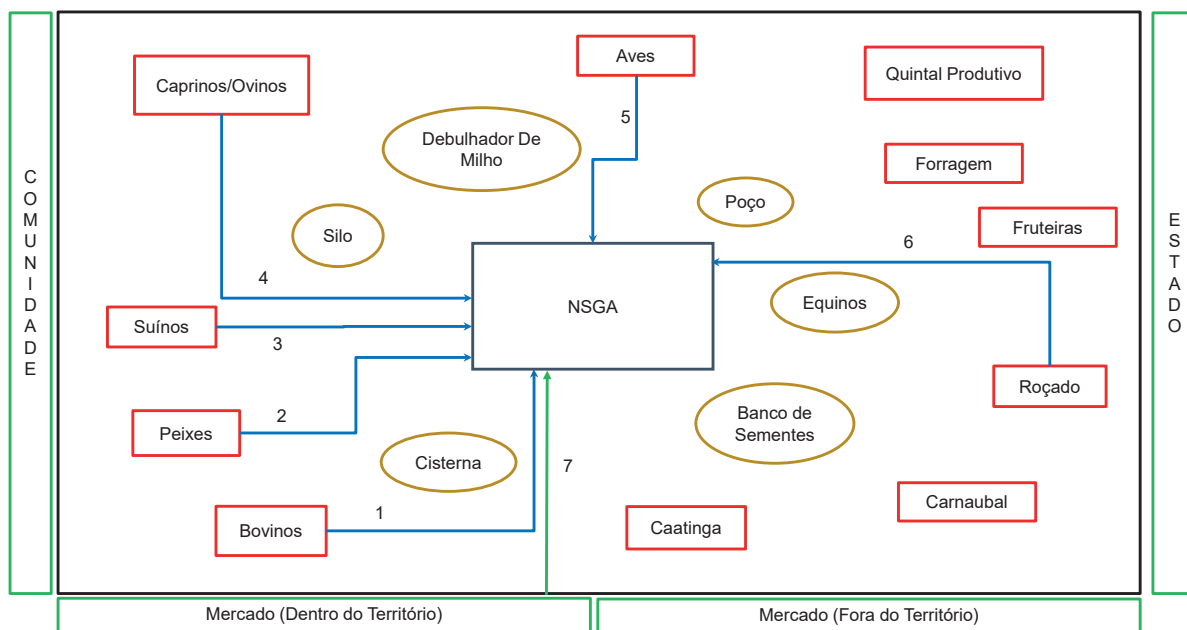 COMUNIDADE
Caprinos/Ovinos
Aves
Quintal Produtivo
5
Debulhador De
Milho
Forragem
Poço
Silo
Fruteiras
6
4
NSGA
Equinos
Suínos
3
Roçado
Peixes
2
Banco de
Sementes
Cisterna
7
Carnaubal
1
Bovinos
Caatinga
ESTADO
Mercado (Dentro do Território)
Mercado (Fora do Território)